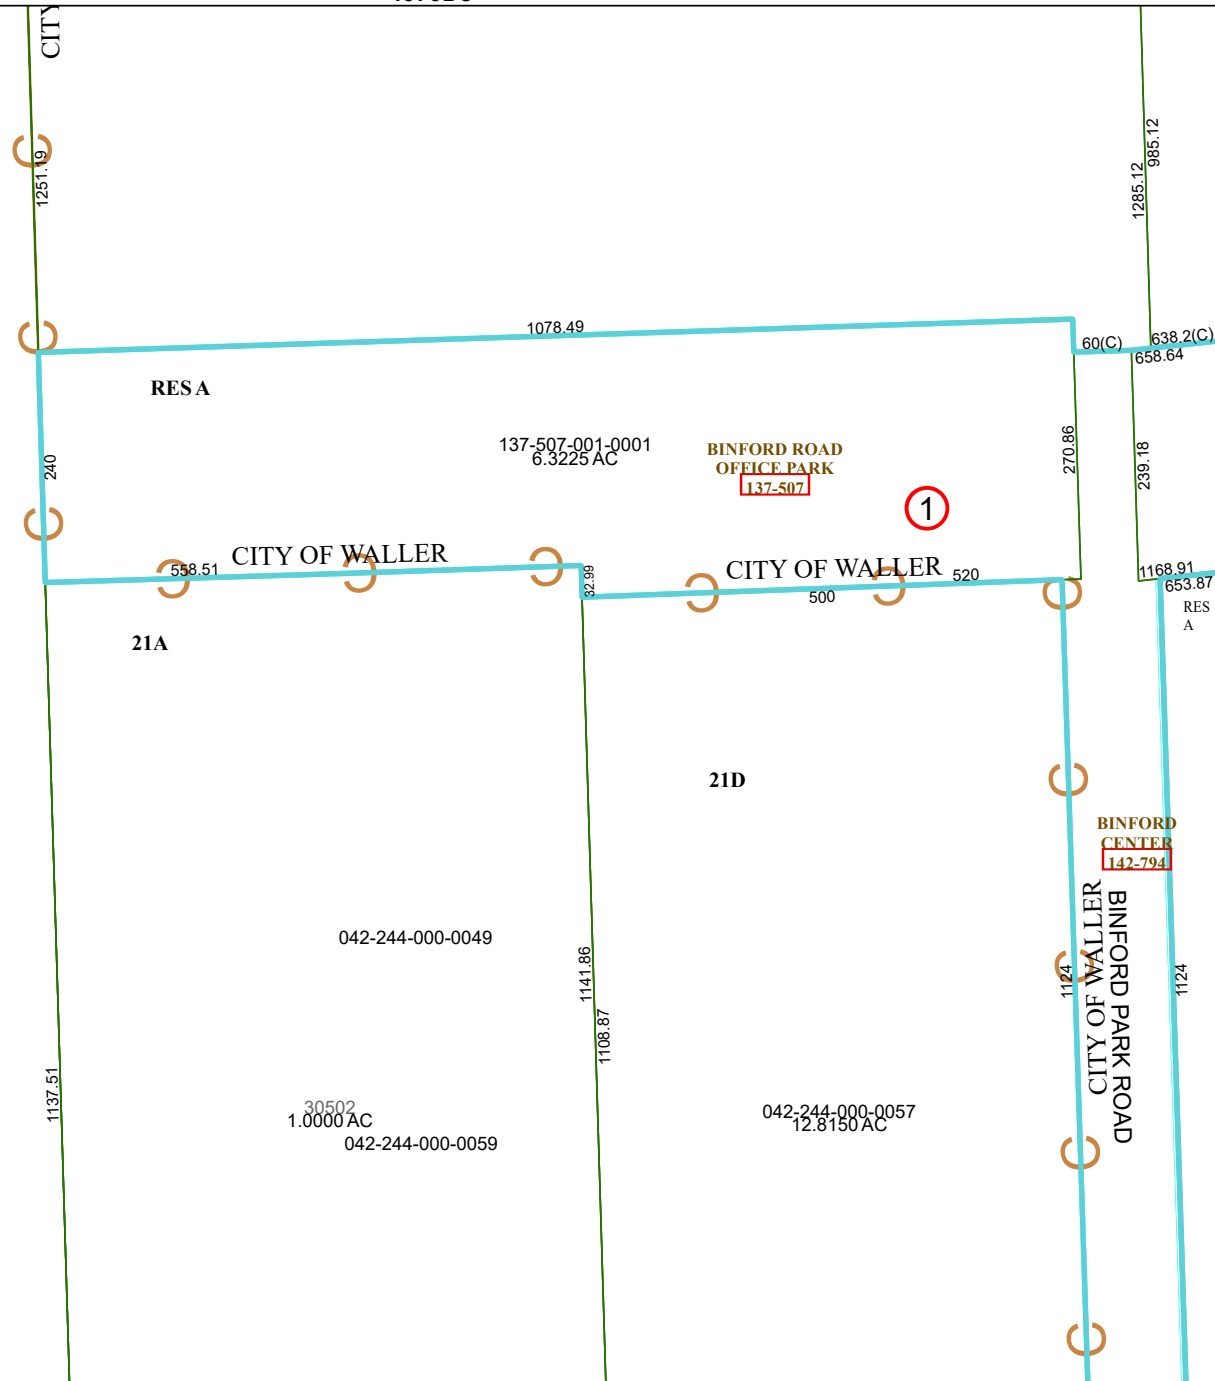 CITY
1251.19
985.12
1285.12
1078.49
60(C)
638.2(C)
658.64
RES A
137-507-001-0001
6.3225 AC
BINFORD ROAD
OFFICE PARK
137-507
1
240
270.86
239.18
CITY OF WALLER
558.51
32.99
CITY OF WALLER
520
500
1168.91
653.87
RES
A
21A
21D
BINFORD
CENTER
142-794
042-244-000-0049
1141.86
1108.87
1124
CITY OF WALLER
BINFORD PARK ROAD
1124
1137.51
30502
1.0000 AC
042-244-000-0059
042-244-000-0057
12.8150 AC